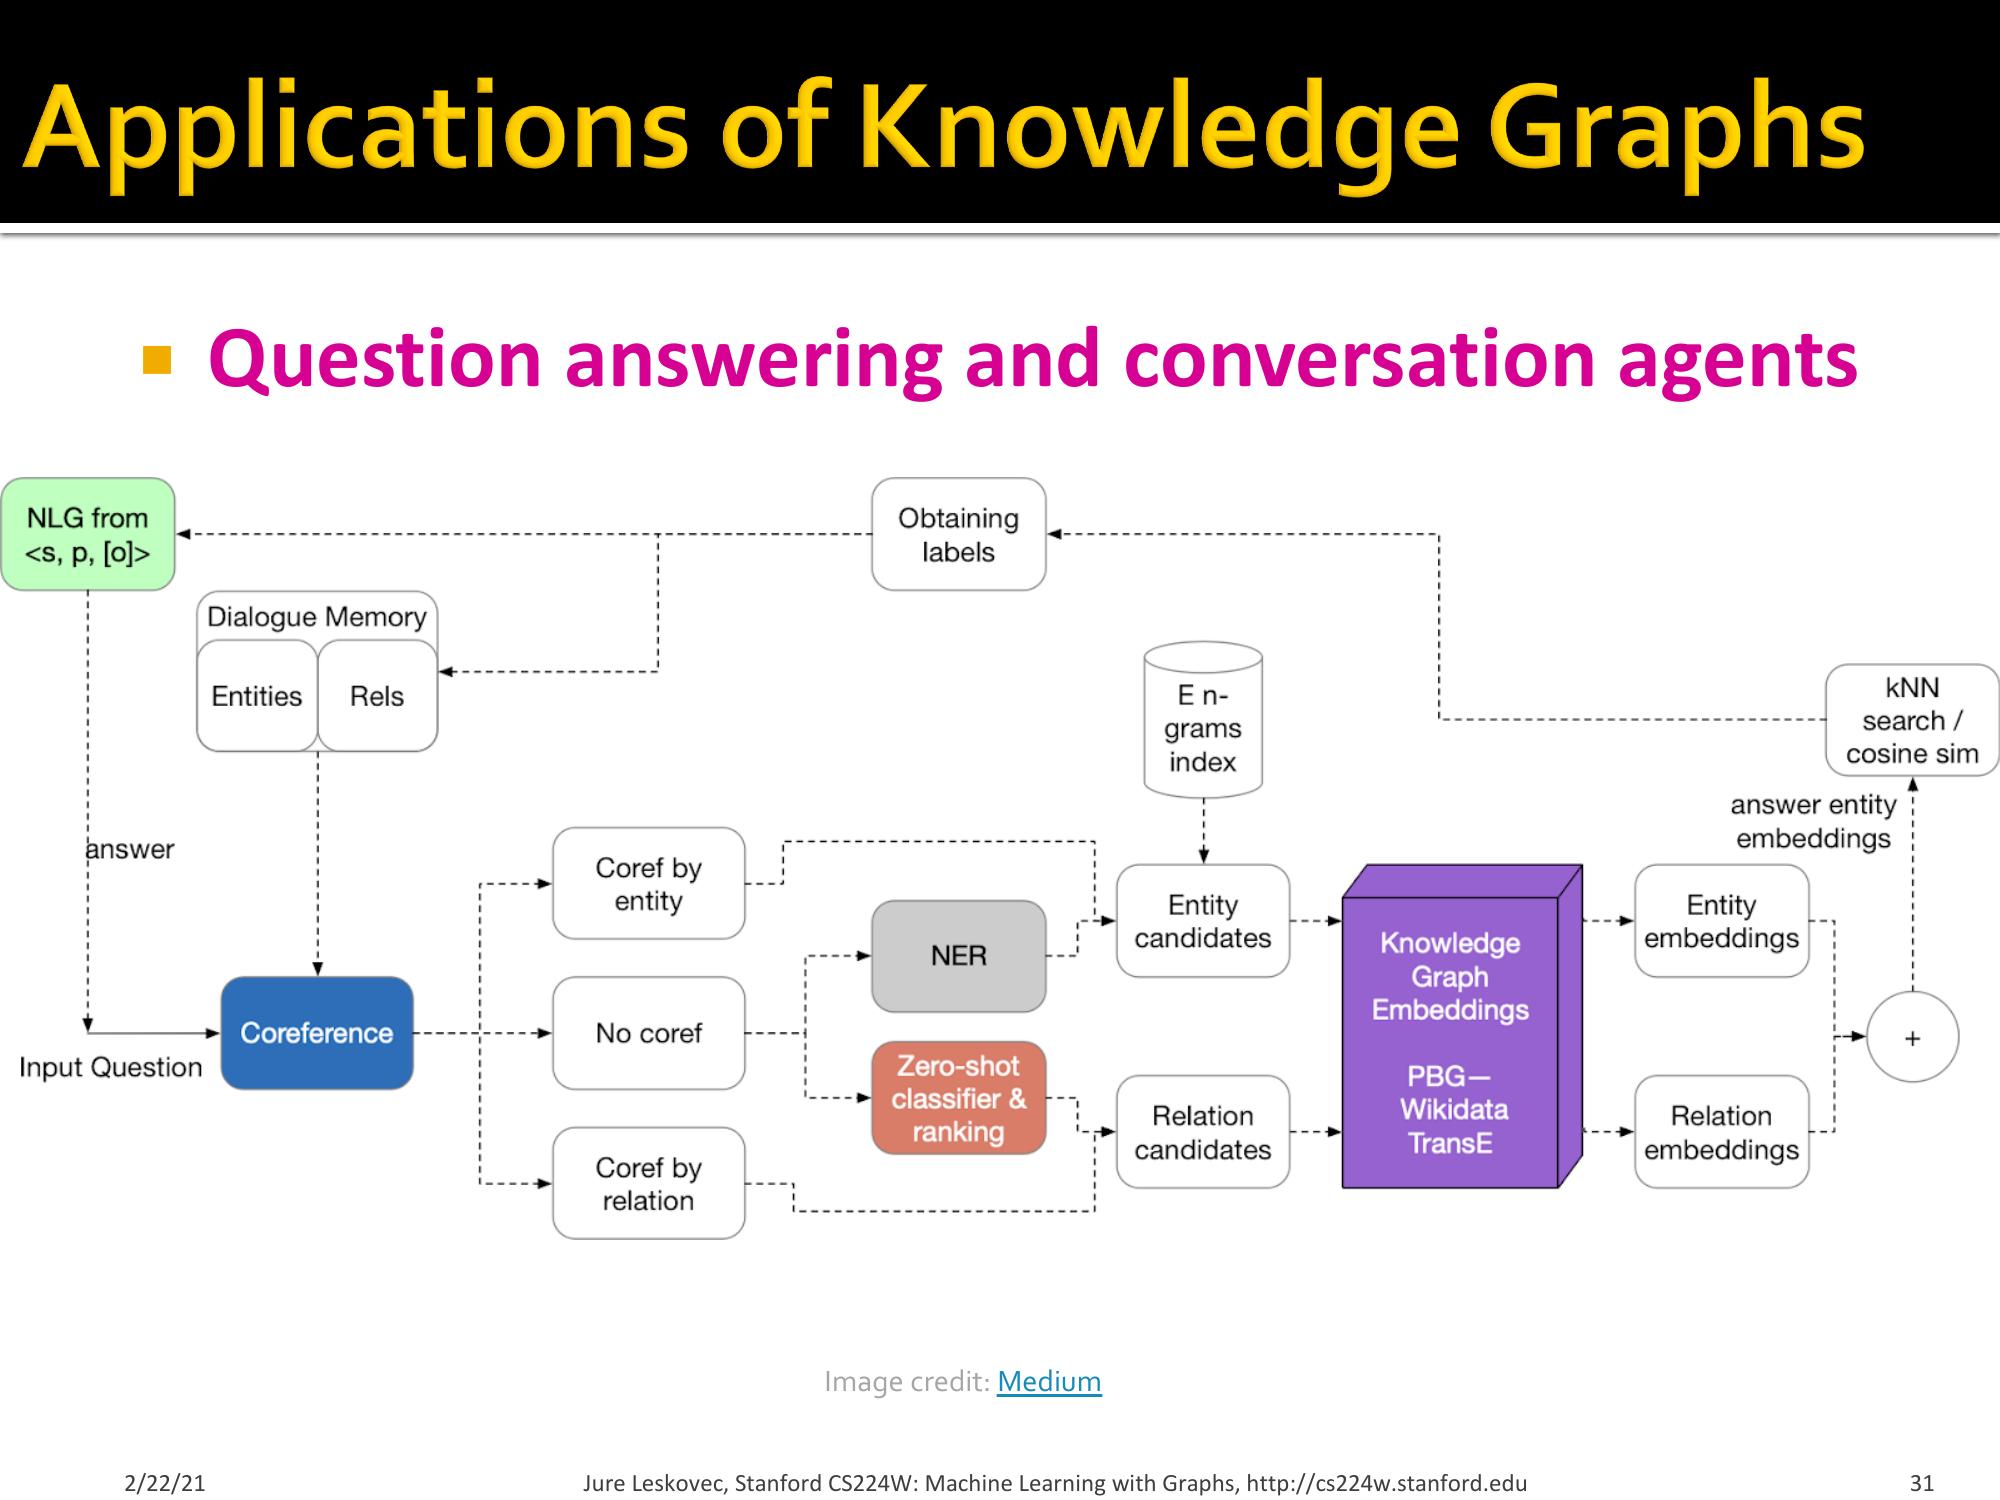 Applications of Knowledge Graphs
Question answering and conversation agents
NLG from
<s, p, [o]>
Obtaining
labels
Dialogue Memory
Entities
Rels
E n-
grams
index
kNN
search /
cosine sim
answer entity
embeddings
answer
Coref by
entity
Entity
candidates
Entity
embeddings
NER
Knowledge
Graph
Embeddings
PBG—
Wikidata
TransE
Input Question
Coreference
No coref
+
Zero-shot
classifier &
ranking
Relation
candidates
Relation
embeddings
Coref by
relation
Image credit: Medium
2/22/21
Jure Leskovec, Stanford CS224W: Machine Learning with Graphs, http://cs224w.stanford.edu
31